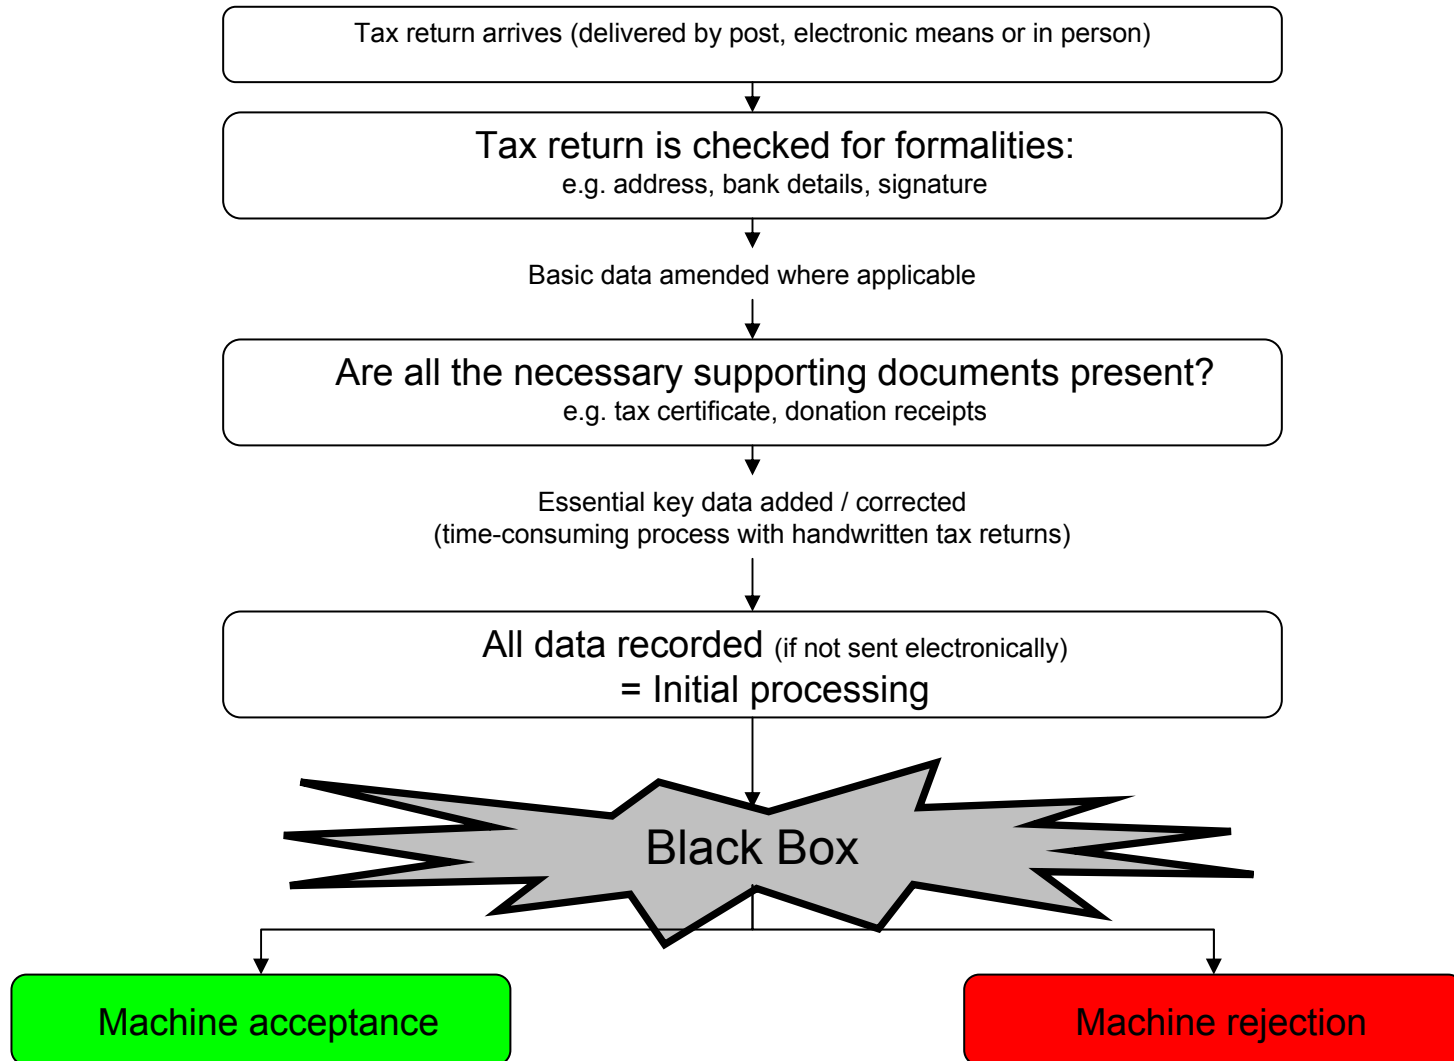 Tax return arrives (delivered by post, electronic means or in person)
Tax return is checked for formalities:
e.g. address, bank details, signature
Basic data amended where applicable
Are all the necessary supporting documents present?
e.g. tax certificate, donation receipts
Essential key data added / corrected
(time-consuming process with handwritten tax returns)
All data recorded (if not sent electronically)
= Initial processing
Black Box
Machine acceptance
Machine rejection